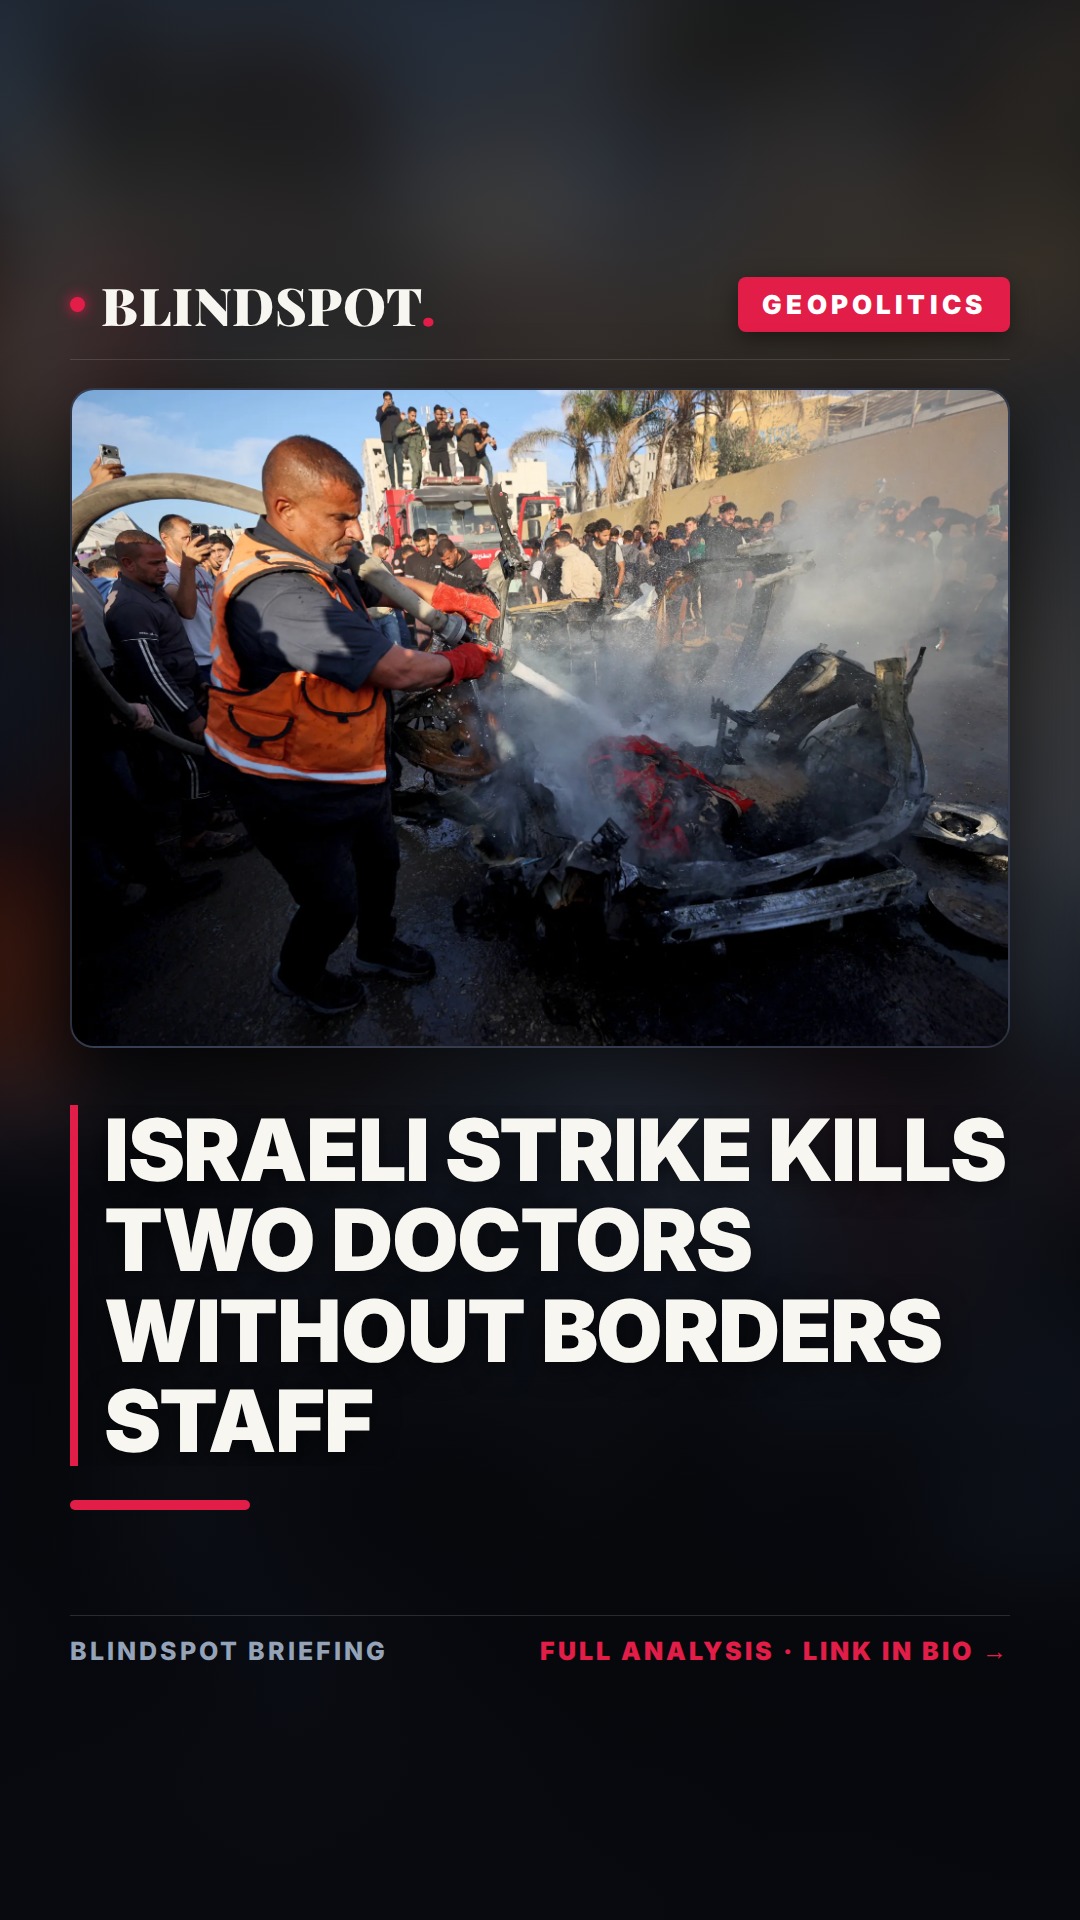 BLINDSPOT.
GEOPOLITICS
ISRAELI STRIKE KILLS
TWO DOCTORS
WITHOUT BORDERS
STAFF
BLINDSPOT BRIEFING
FULL ANALYSIS · LINK IN BIO →